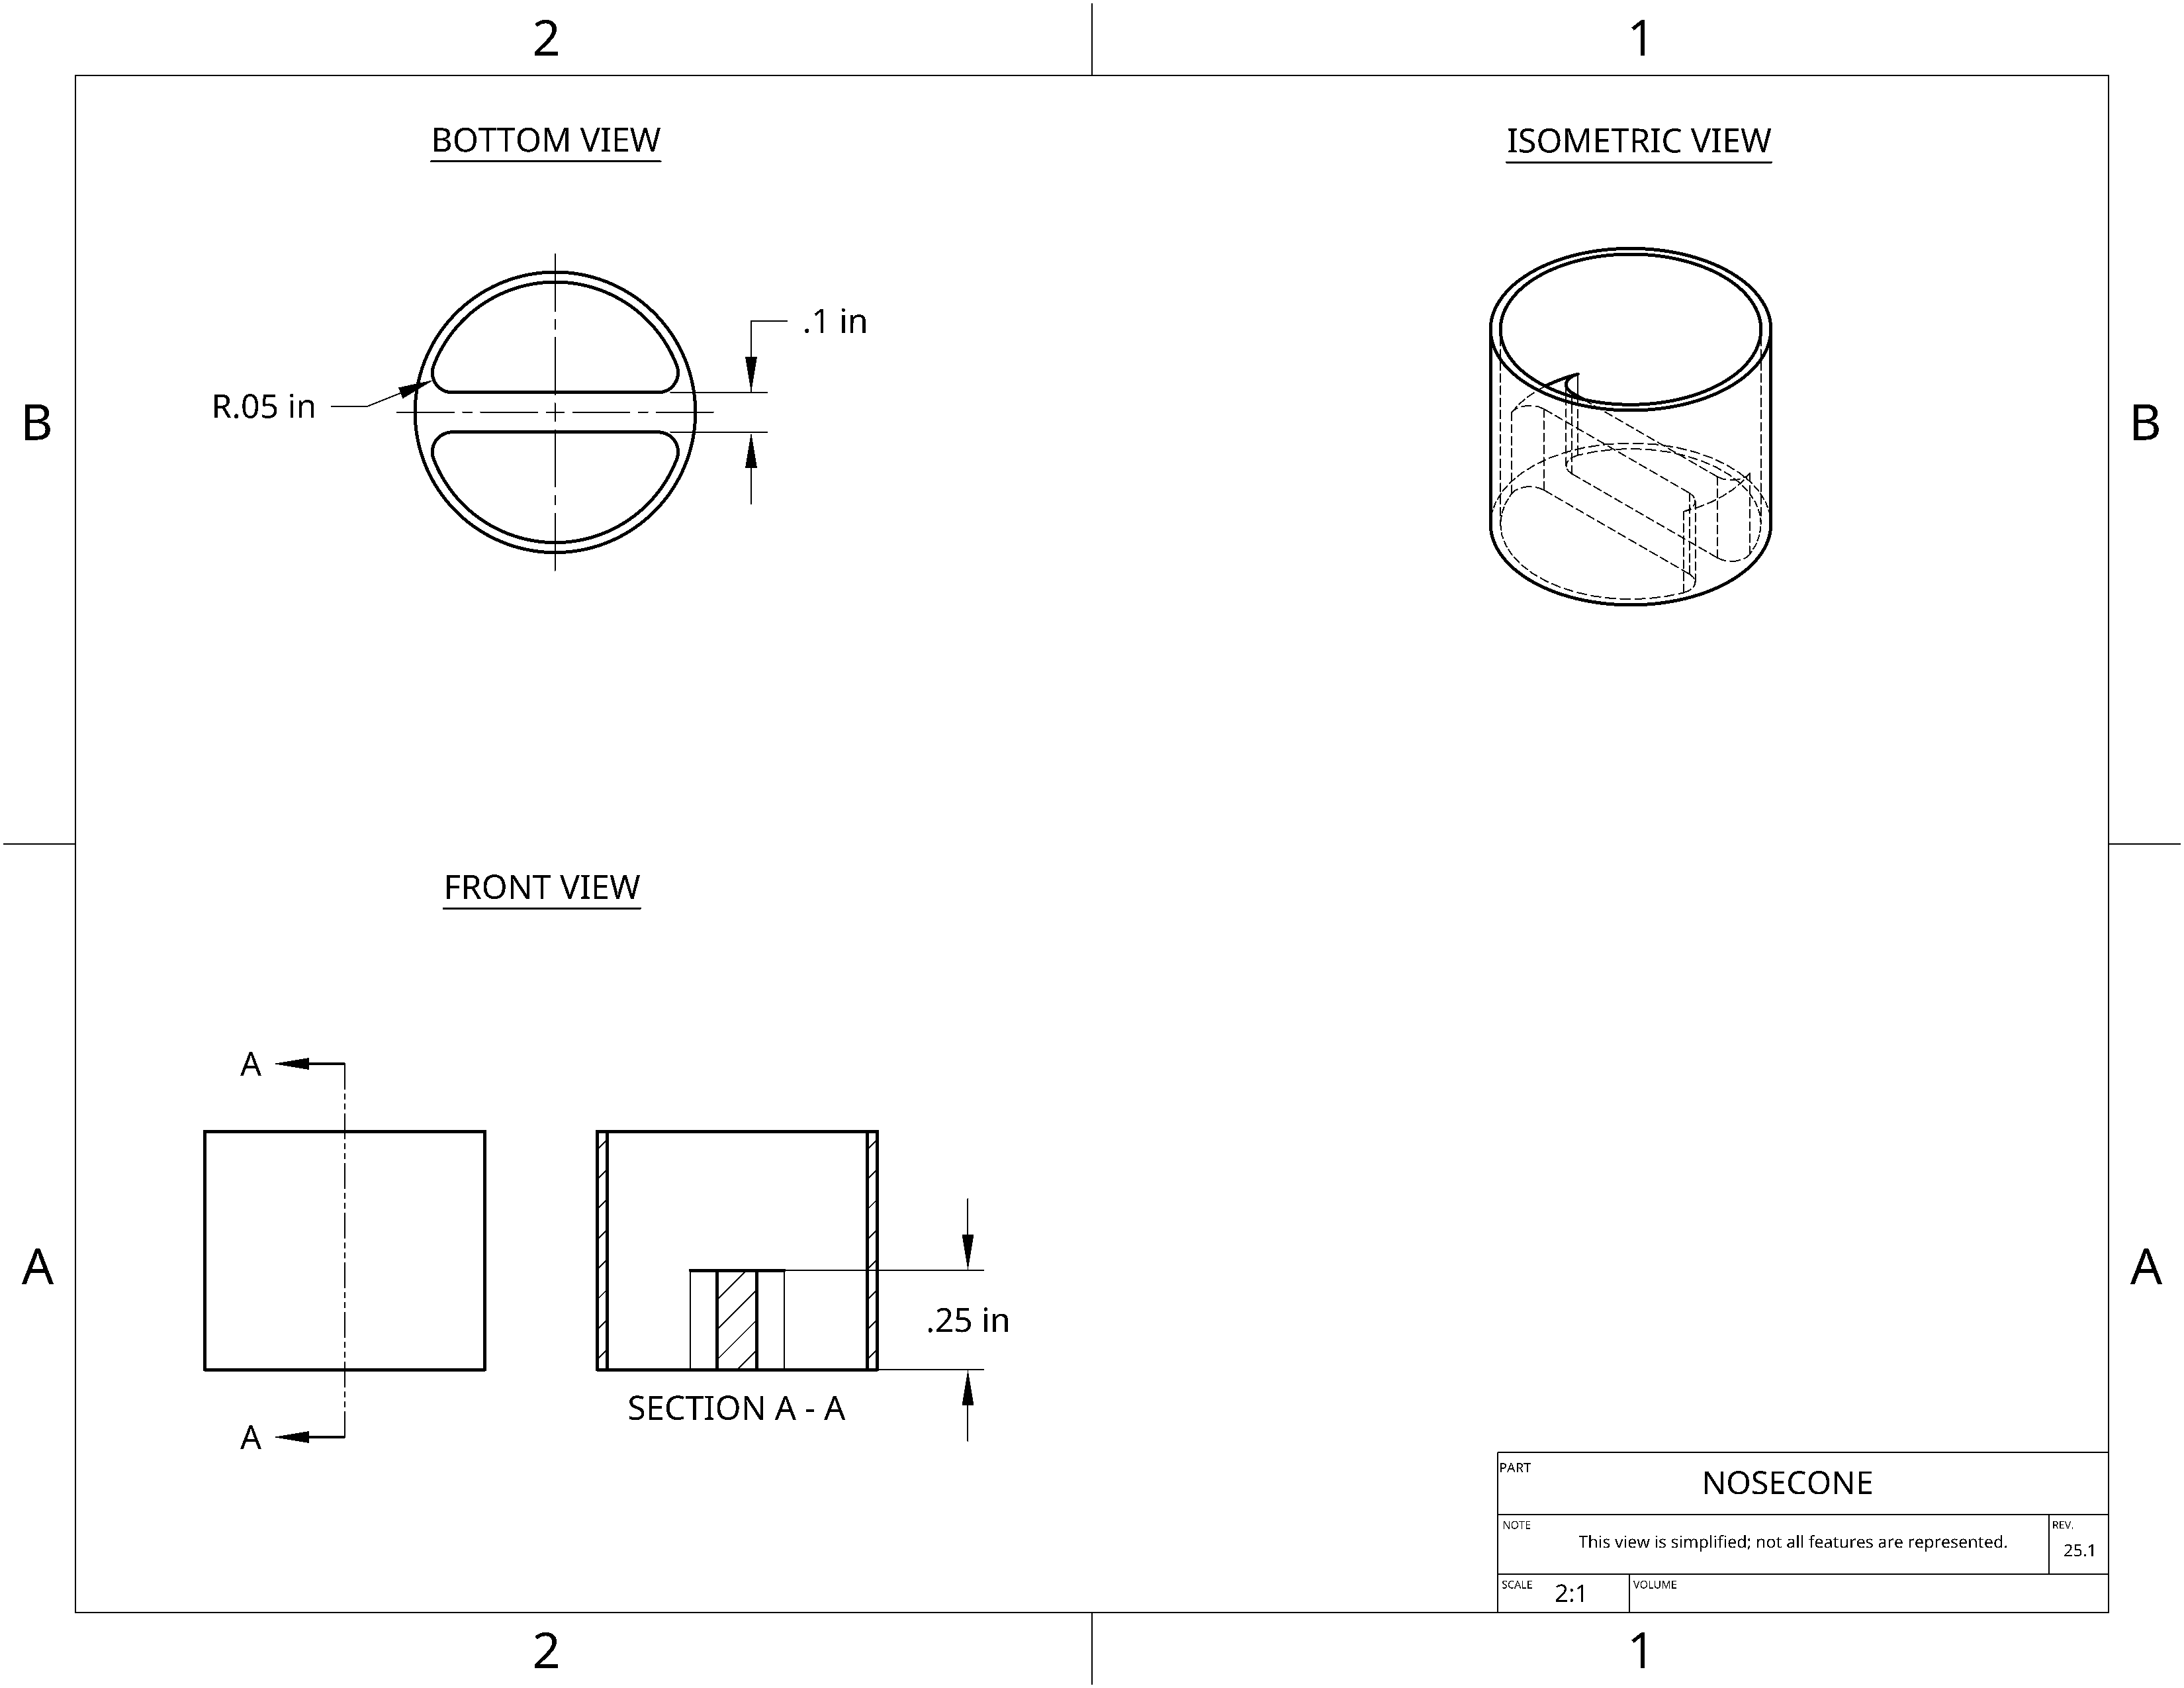 2
1
BOTTOM VIEW
ISOMETRIC VIEW
.1 in
R.05 in
B
B
FRONT VIEW
A
A
A
.25 in
SECTION A - A
A
PART
NOSECONE
NOTE
This view is simplified; not all features are represented.
REV.
25.1
SCALE
2:1
VOLUME
2
1